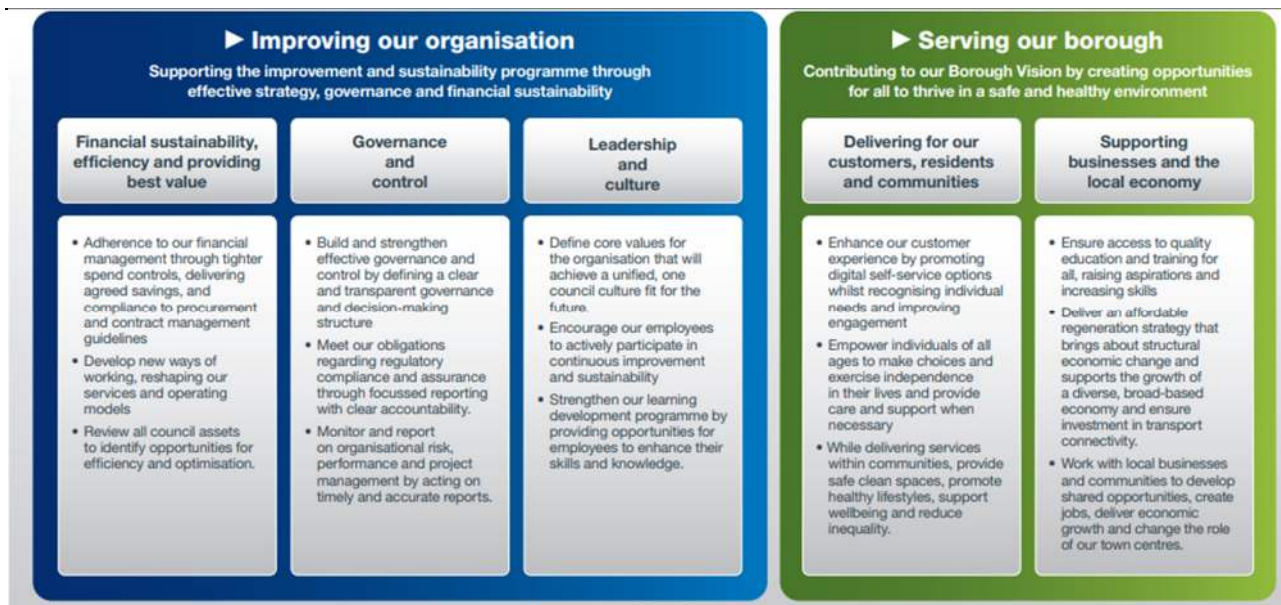 ► Improving our organisation
Supporting the improvement and sustainability programme through
effective strategy, governance and financial sustainability
Financial sustainability,
efficiency and providing
best value
• Adherence to our financial
management through tighter
spend controls, delivering
agreed savings, and
compliance to procurement
and contract management
guidelines
• Develop new ways of
working, reshaping our
services and operating
models
• Review all council assets
to identify opportunities for
efficiency and optimisation.
Governance
and
control
• Build and strengthen
effective governance and
control by defining a clear
and transparent governance
and decision-making
structure
• Meet our obligations
regarding regulatory
compliance and assurance
through focussed reporting
with clear accountability.
• Monitor and report
on organisational risk,
performance and project
management by acting on
timely and accurate reports.
Leadership
and
culture
• Define core values for
the organisation that will
achieve a unified, one
council culture fit for the
future.
• Encourage our employees
to actively participate in
continuous improvement
and sustainability
• Strengthen our learning
development programme by
providing opportunities for
employees to enhance their
skills and knowledge.
► Serving our borough
Contributing to our Borough Vision by creating opportunities
for all to thrive in a safe and healthy environment
Delivering for our
customers, residents
and communities
• Enhance our customer
experience by promoting
digital self-service options
whilst recognising individual
needs and improving
engagement
• Empower individuals of all
ages to make choices and
exercise independence
in their lives and provide
care and support when
necessary
• While delivering services
within communities, provide
safe clean spaces, promote
healthy lifestyles, support
wellbeing and reduce
inequality.
Supporting
businesses and the
local economy
• Ensure access to quality
education and training for
all, raising aspirations and
increasing skills
• Deliver an affordable
regeneration strategy that
brings about structural
economic change and
supports the growth of
a diverse, broad-based
economy and ensure
investment in transport
connectivity.
• Work with local businesses
and communities to develop
shared opportunities, create
jobs, deliver economic
growth and change the role
of our town centres.